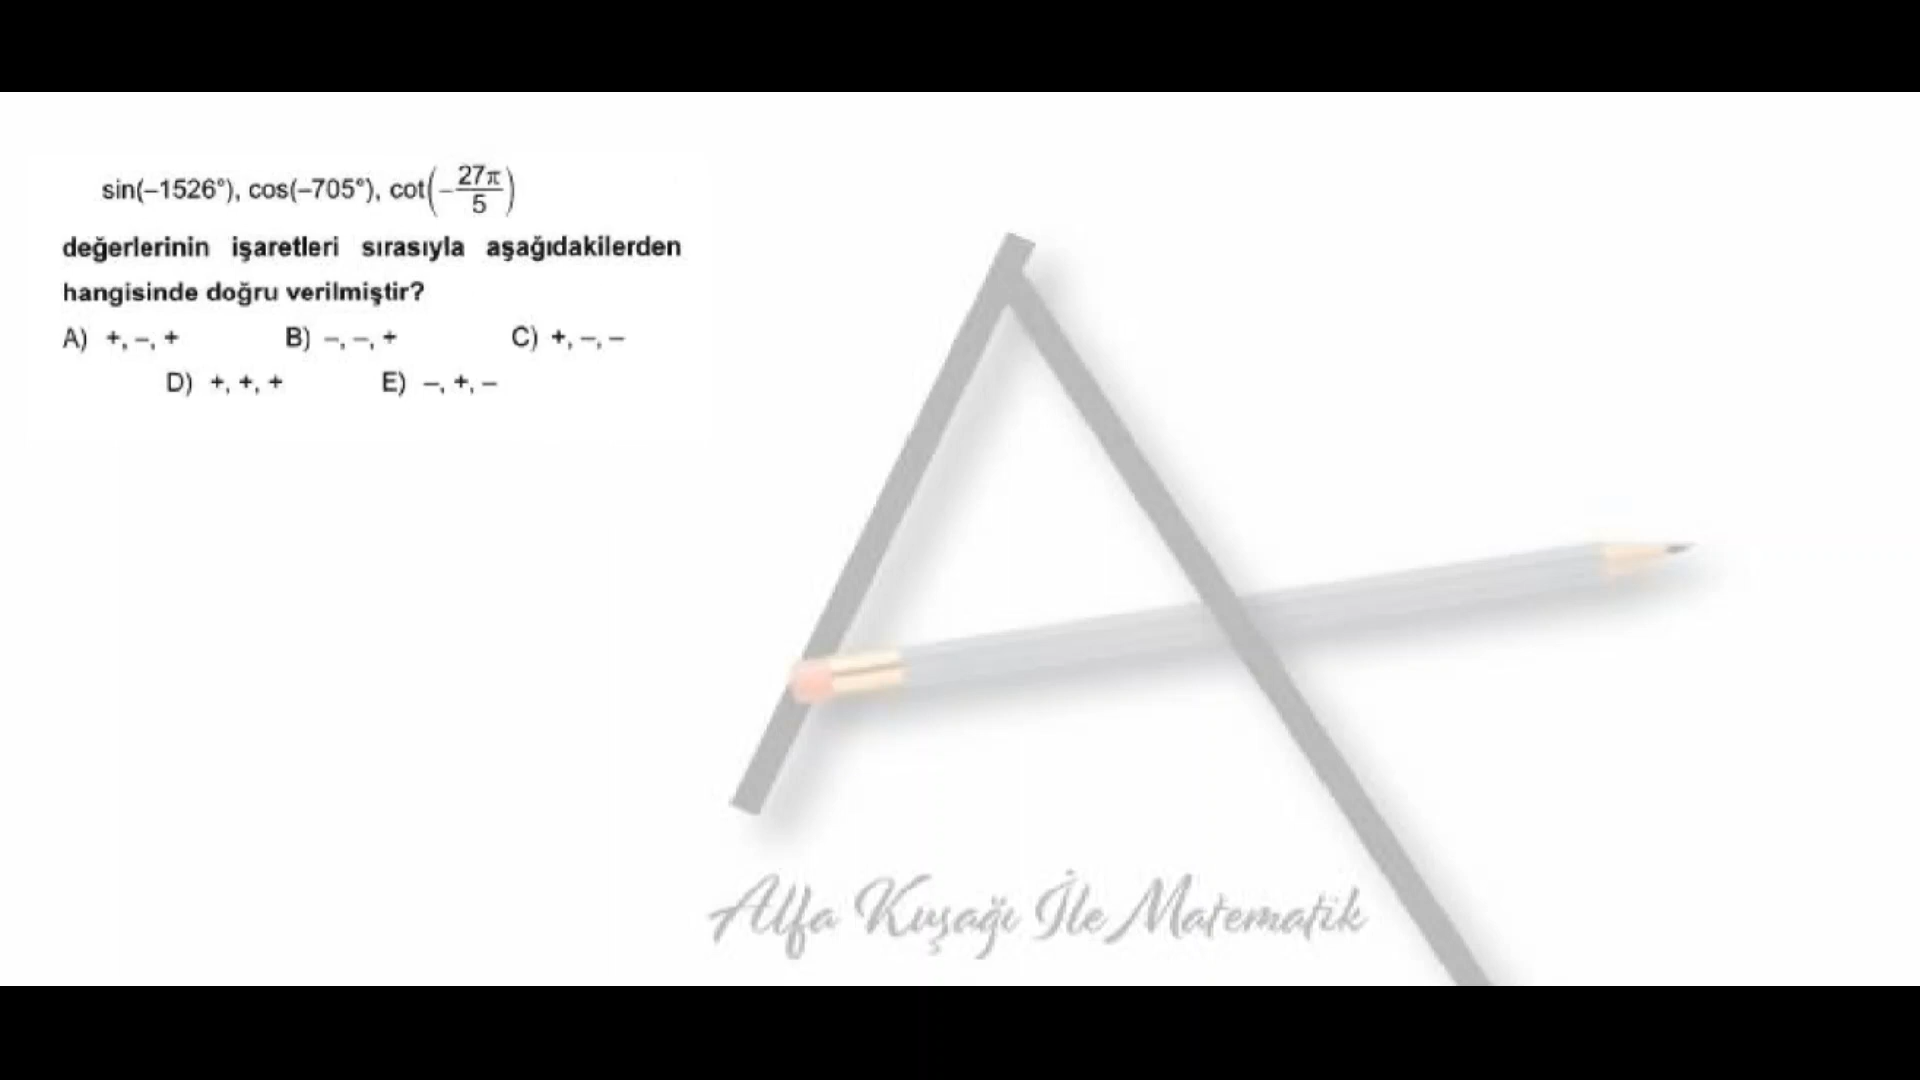 sin(–1526°), cos(–705°), cot(–27π/5)
değerlerinin işaretleri sırasıyla aşağıdakilerden
hangisinde doğru verilmiştir?
A) +, –, + B) –, –, + C) +, –, –
D) +, +, + E) –, +, –
Alfa Kuşağı İle Matematik